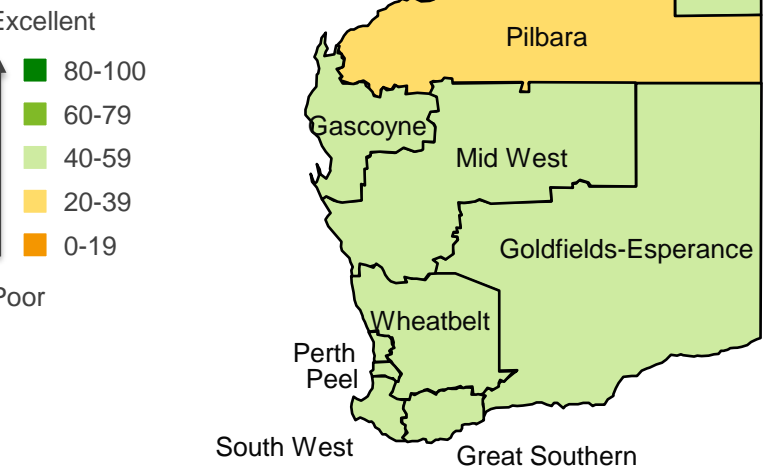 Excellent
80-100
60-79
40-59
20-39
0-19
Poor
Pilbara
Gascoyne
Mid West
Goldfields-Esperance
Wheatbelt
Perth
Peel
South West
Great Southern